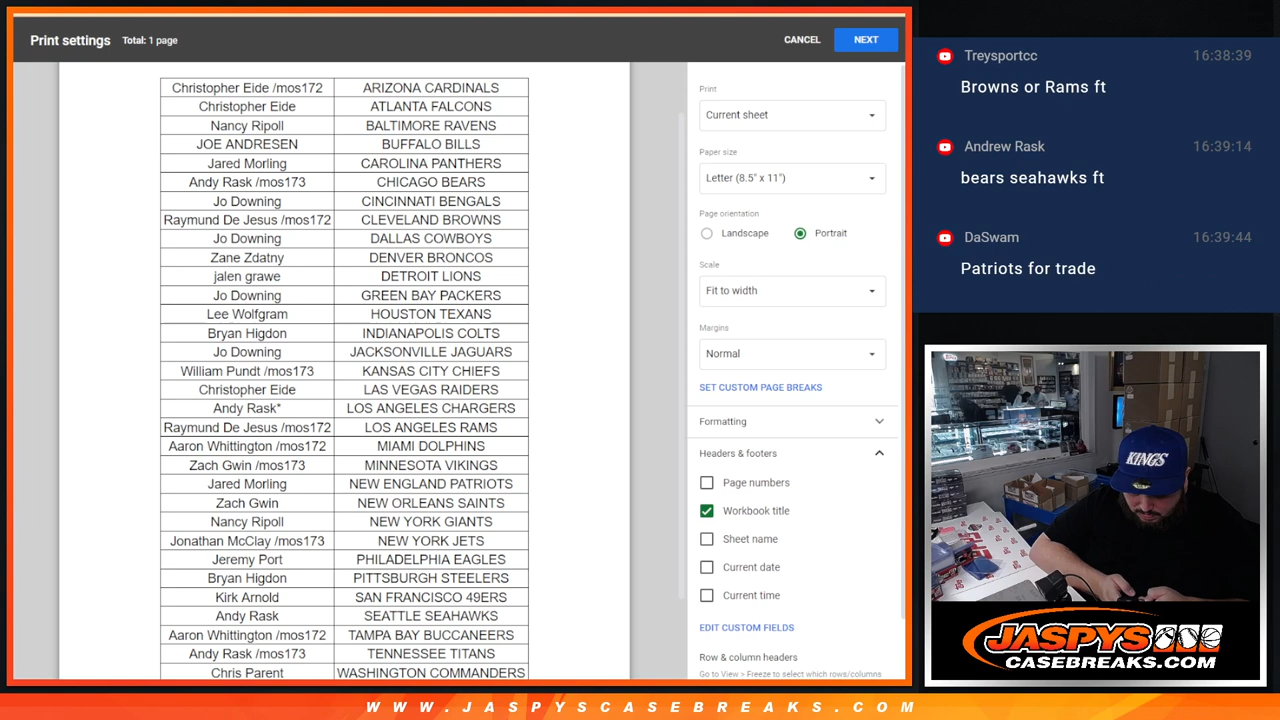 Print settings
Total: 1 page
CANCEL
NEXT
Christopher Eide /mos172 ARIZONA CARDINALS
Christopher Eide ATLANTA FALCONS
Nancy Ripoll BALTIMORE RAVENS
JOE ANDRESEN BUFFALO BILLS
Jared Morling CAROLINA PANTHERS
Andy Rask /mos173 CHICAGO BEARS
Jo Downing CINCINNATI BENGALS
Raymund De Jesus /mos172 CLEVELAND BROWNS
Jo Downing DALLAS COWBOYS
Zane Zdatny DENVER BRONCOS
jalen grawe DETROIT LIONS
Jo Downing GREEN BAY PACKERS
Lee Wolfgram HOUSTON TEXANS
Bryan Higdon INDIANAPOLIS COLTS
Jo Downing JACKSONVILLE JAGUARS
William Pundt /mos173 KANSAS CITY CHIEFS
Christopher Eide LAS VEGAS RAIDERS
Andy Rask* LOS ANGELES CHARGERS
Raymund De Jesus /mos172 LOS ANGELES RAMS
Aaron Whittington /mos172 MIAMI DOLPHINS
Zach Gwin /mos173 MINNESOTA VIKINGS
Jared Morling NEW ENGLAND PATRIOTS
Zach Gwin NEW ORLEANS SAINTS
Nancy Ripoll NEW YORK GIANTS
Jonathan McClay /mos173 NEW YORK JETS
Jeremy Port PHILADELPHIA EAGLES
Bryan Higdon PITTSBURGH STEELERS
Kirk Arnold SAN FRANCISCO 49ERS
Andy Rask SEATTLE SEAHAWKS
Aaron Whittington /mos172 TAMPA BAY BUCCANEERS
Andy Rask /mos173 TENNESSEE TITANS
Chris Parent WASHINGTON COMMANDERS
Print
Current sheet
Paper size
Letter (8.5" x 11")
Page orientation
Landscape
Portrait
Scale
Fit to width
Margins
Normal
SET CUSTOM PAGE BREAKS
Formatting
Headers & footers
Page numbers
Workbook title
Sheet name
Current date
Current time
EDIT CUSTOM FIELDS
Row & column headers
Go to View > Freeze to select which rows/columns
Treysportcc 16:38:39
Browns or Rams ft
Andrew Rask 16:39:14
bears seahawks ft
DaSwam 16:39:44
Patriots for trade
KINGS
JASPYS
CASEBREAKS.COM
WWW.JASPYSCASEBREAKS.COM